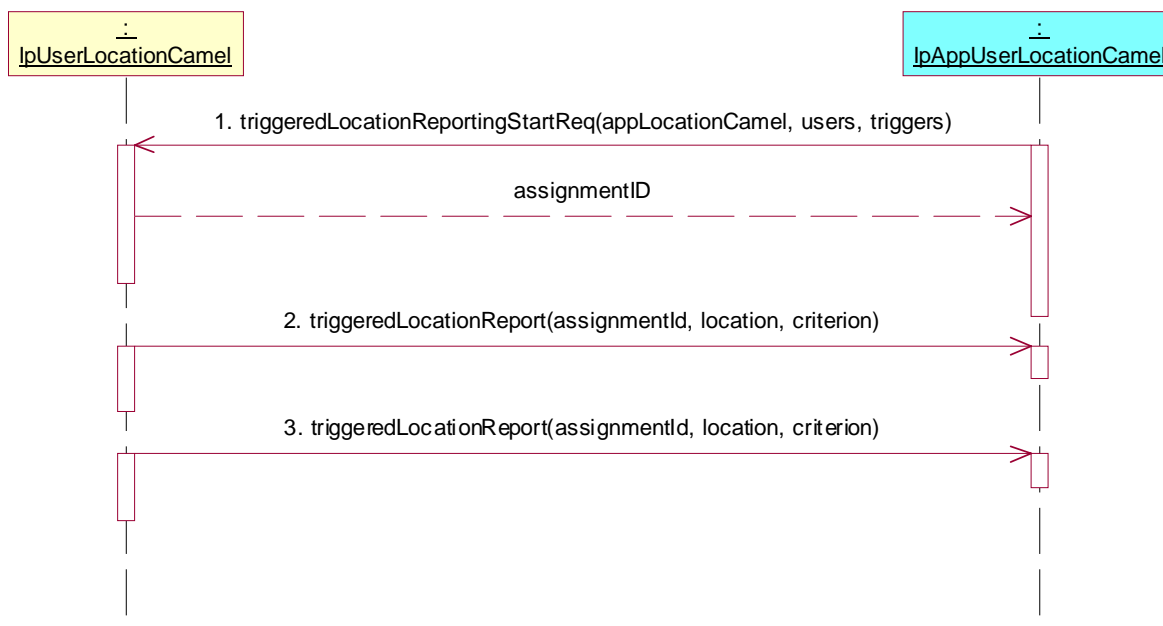 :
IpUserLocationCamel
:
IpAppUserLocationCamel
1. triggeredLocationReportingStartReq(appLocationCamel, users, triggers)
assignmentID
2. triggeredLocationReport(assignmentId, location, criterion)
3. triggeredLocationReport(assignmentId, location, criterion)